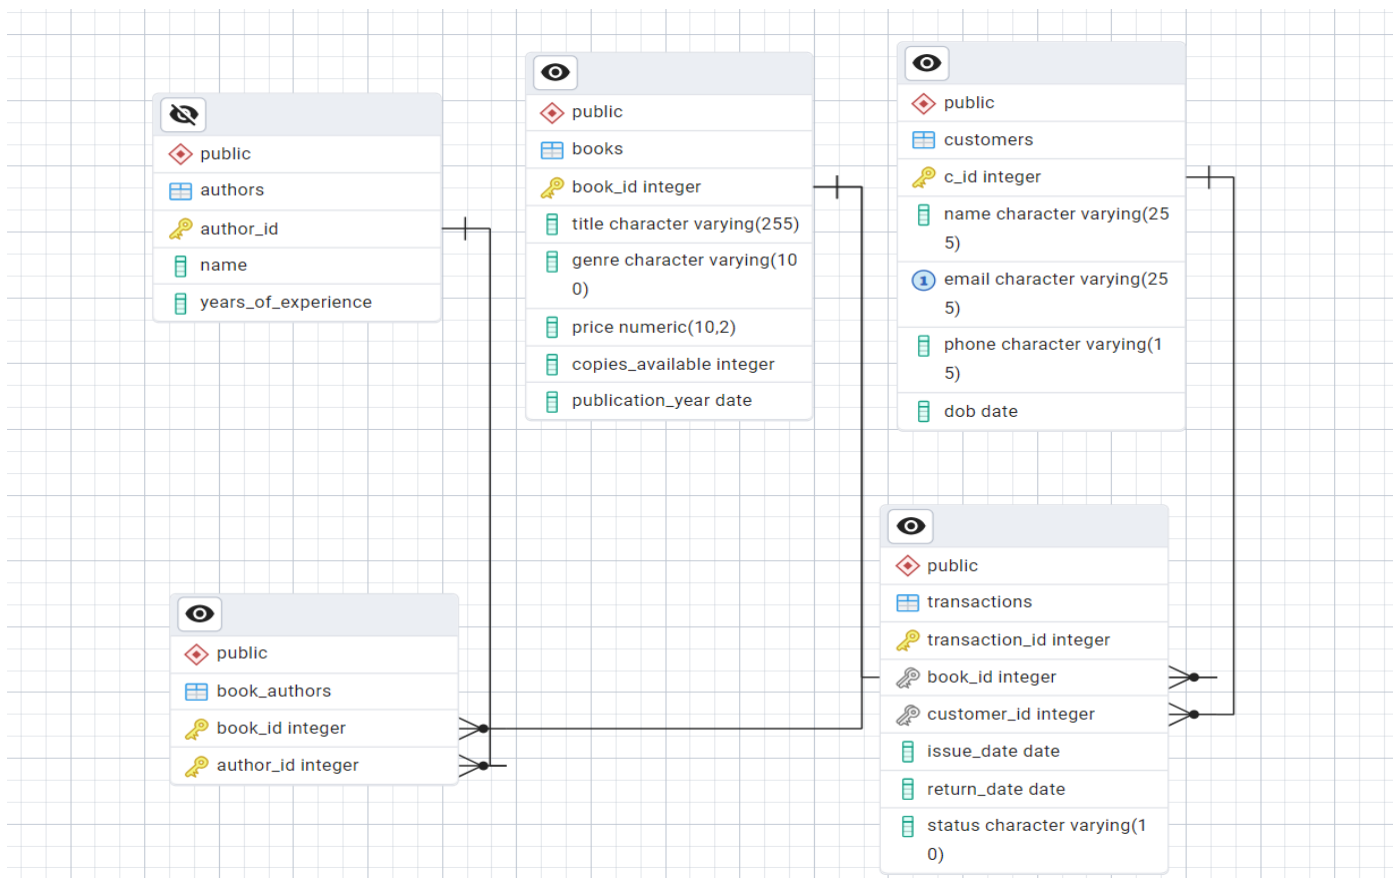 public
authors
author_id
name
years_of_experience
public
books
book_id integer
title character varying(255)
genre character varying(10
0)
price numeric(10,2)
copies_available integer
publication_year date
public
customers
c_id integer
name character varying(25
5)
1
email character varying(25
5)
phone character varying(1
5)
dob date
public
book_authors
book_id integer
author_id integer
public
transactions
transaction_id integer
book_id integer
customer_id integer
issue_date date
return_date date
status character varying(1
0)